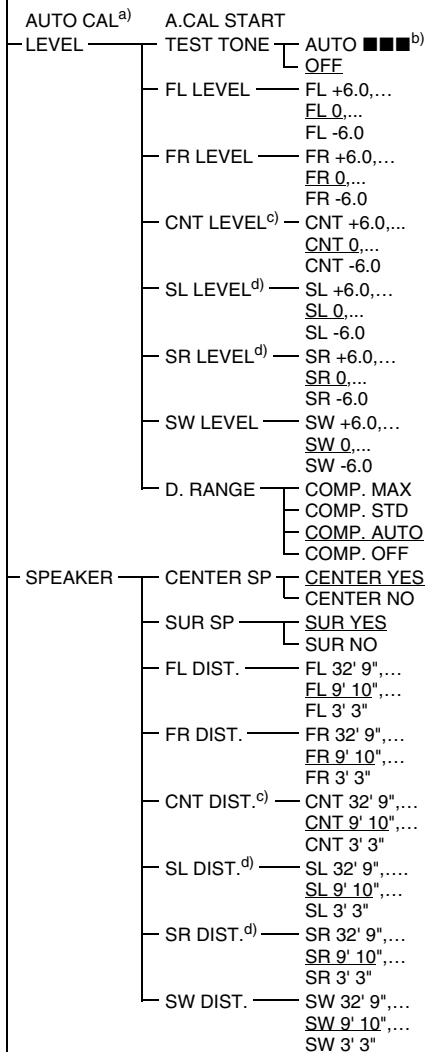 AUTO CALa) A.CAL START
LEVEL TEST TONE AUTO ■■■b)
OFF
FL LEVEL FL +6.0,…
FL 0,...
FL -6.0
FR LEVEL FR +6.0,…
FR 0,...
FR -6.0
CNT LEVELc) CNT +6.0,...
CNT 0,...
CNT -6.0
SL LEVELd) SL +6.0,…
SL 0,...
SL -6.0
SR LEVELd) SR +6.0,…
SR 0,...
SR -6.0
SW LEVEL SW +6.0,…
SW 0,...
SW -6.0
D. RANGE COMP. MAX
COMP. STD
COMP. AUTO
COMP. OFF
SPEAKER CENTER SP CENTER YES
CENTER NO
SUR SP SUR YES
SUR NO
FL DIST. FL 32' 9",…
FL 9' 10",…
FL 3' 3"
FR DIST. FR 32' 9",…
FR 9' 10",…
FR 3' 3"
CNT DIST.c) CNT 32' 9",…
CNT 9' 10",…
CNT 3' 3"
SL DIST.d) SL 32' 9",….
SL 9' 10",…
SL 3' 3"
SR DIST.d) SR 32' 9",…
SR 9' 10",…
SR 3' 3"
SW DIST. SW 32' 9",…
SW 9' 10",…
SW 3' 3"